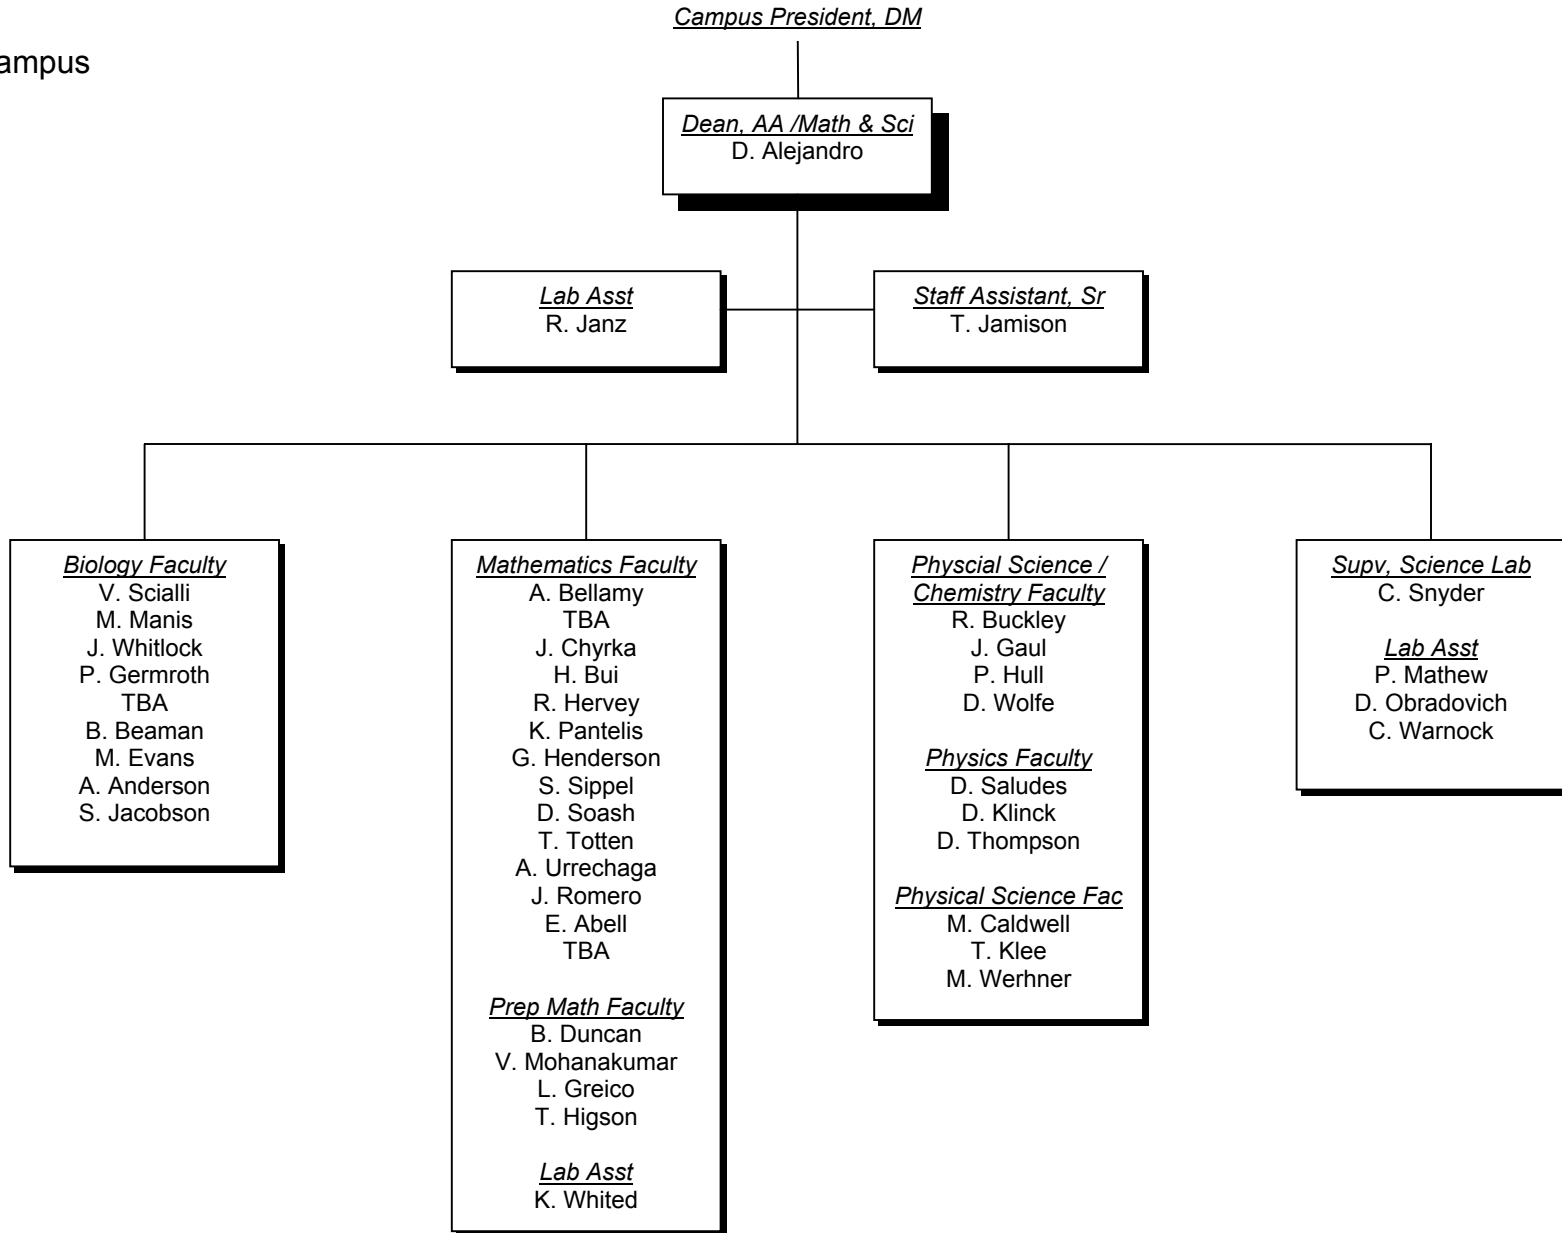 Campus President, DM
ampus
Dean, AA /Math & Sci
D. Alejandro
Lab Asst
R. Janz
Staff Assistant, Sr
T. Jamison
Biology Faculty
V. Scialli
M. Manis
J. Whitlock
P. Germroth
TBA
B. Beaman
M. Evans
A. Anderson
S. Jacobson
Mathematics Faculty
A. Bellamy
TBA
J. Chyrka
H. Bui
R. Hervey
K. Pantelis
G. Henderson
S. Sippel
D. Soash
T. Totten
A. Urrechaga
J. Romero
E. Abell
TBA
Prep Math Faculty
B. Duncan
V. Mohanakumar
L. Greico
T. Higson
Lab Asst
K. Whited
Physcial Science /
Chemistry Faculty
R. Buckley
J. Gaul
P. Hull
D. Wolfe
Physics Faculty
D. Saludes
D. Klinck
D. Thompson
Physical Science Fac
M. Caldwell
T. Klee
M. Werhner
Supv, Science Lab
C. Snyder
Lab Asst
P. Mathew
D. Obradovich
C. Warnock